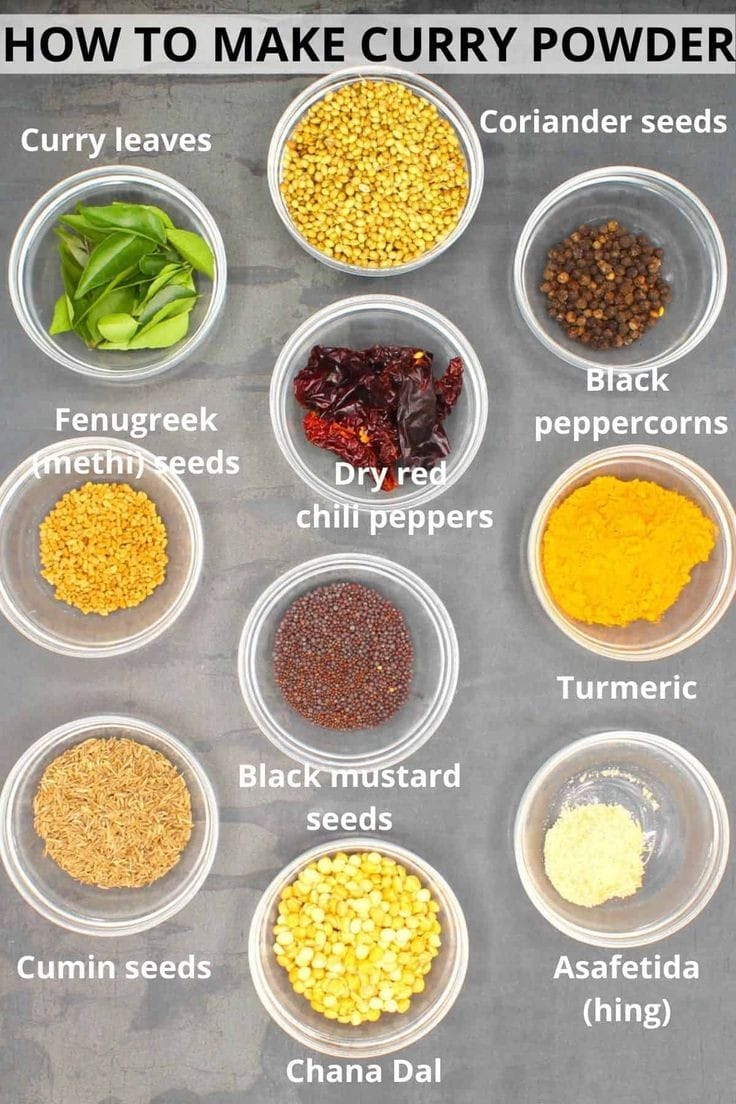 HOW TO MAKE CURRY POWDER
Coriander seeds
Curry leaves
Black
peppercorns
Fenugreek
(methi) seeds
Dry red
chili peppers
Turmeric
Black mustard
seeds
Cumin seeds
Asafetida
(hing)
Chana Dal